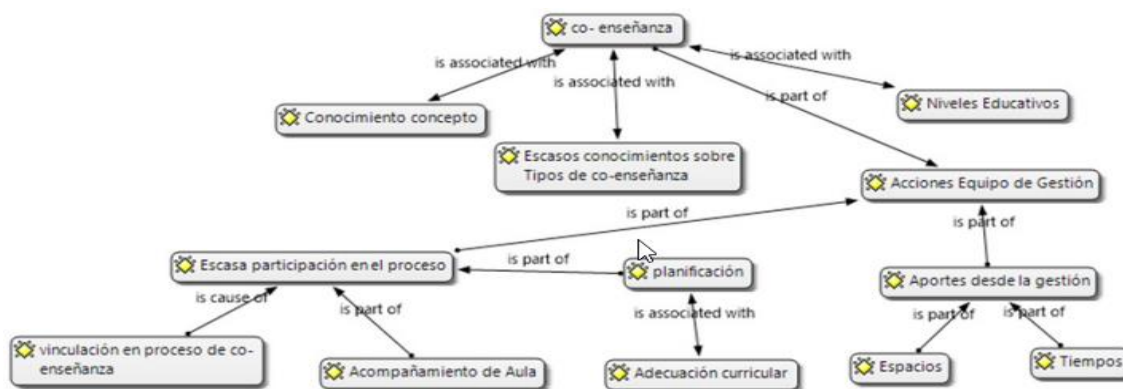 co- enseñanza
is associated with
is associated with
is associated with
is part of
Conocimiento concepto
Niveles Educativos
Escasos conocimientos sobre
Tipos de co-enseñanza
Acciones Equipo de Gestión
is part of
is part of
Escasa participación en el proceso
is part of
planificación
Aportes desde la gestión
is cause of
is part of
is associated with
is part of
is part of
vinculación en proceso de co-
enseñanza
Acompañamiento de Aula
Adecuación curricular
Espacios
Tiempos